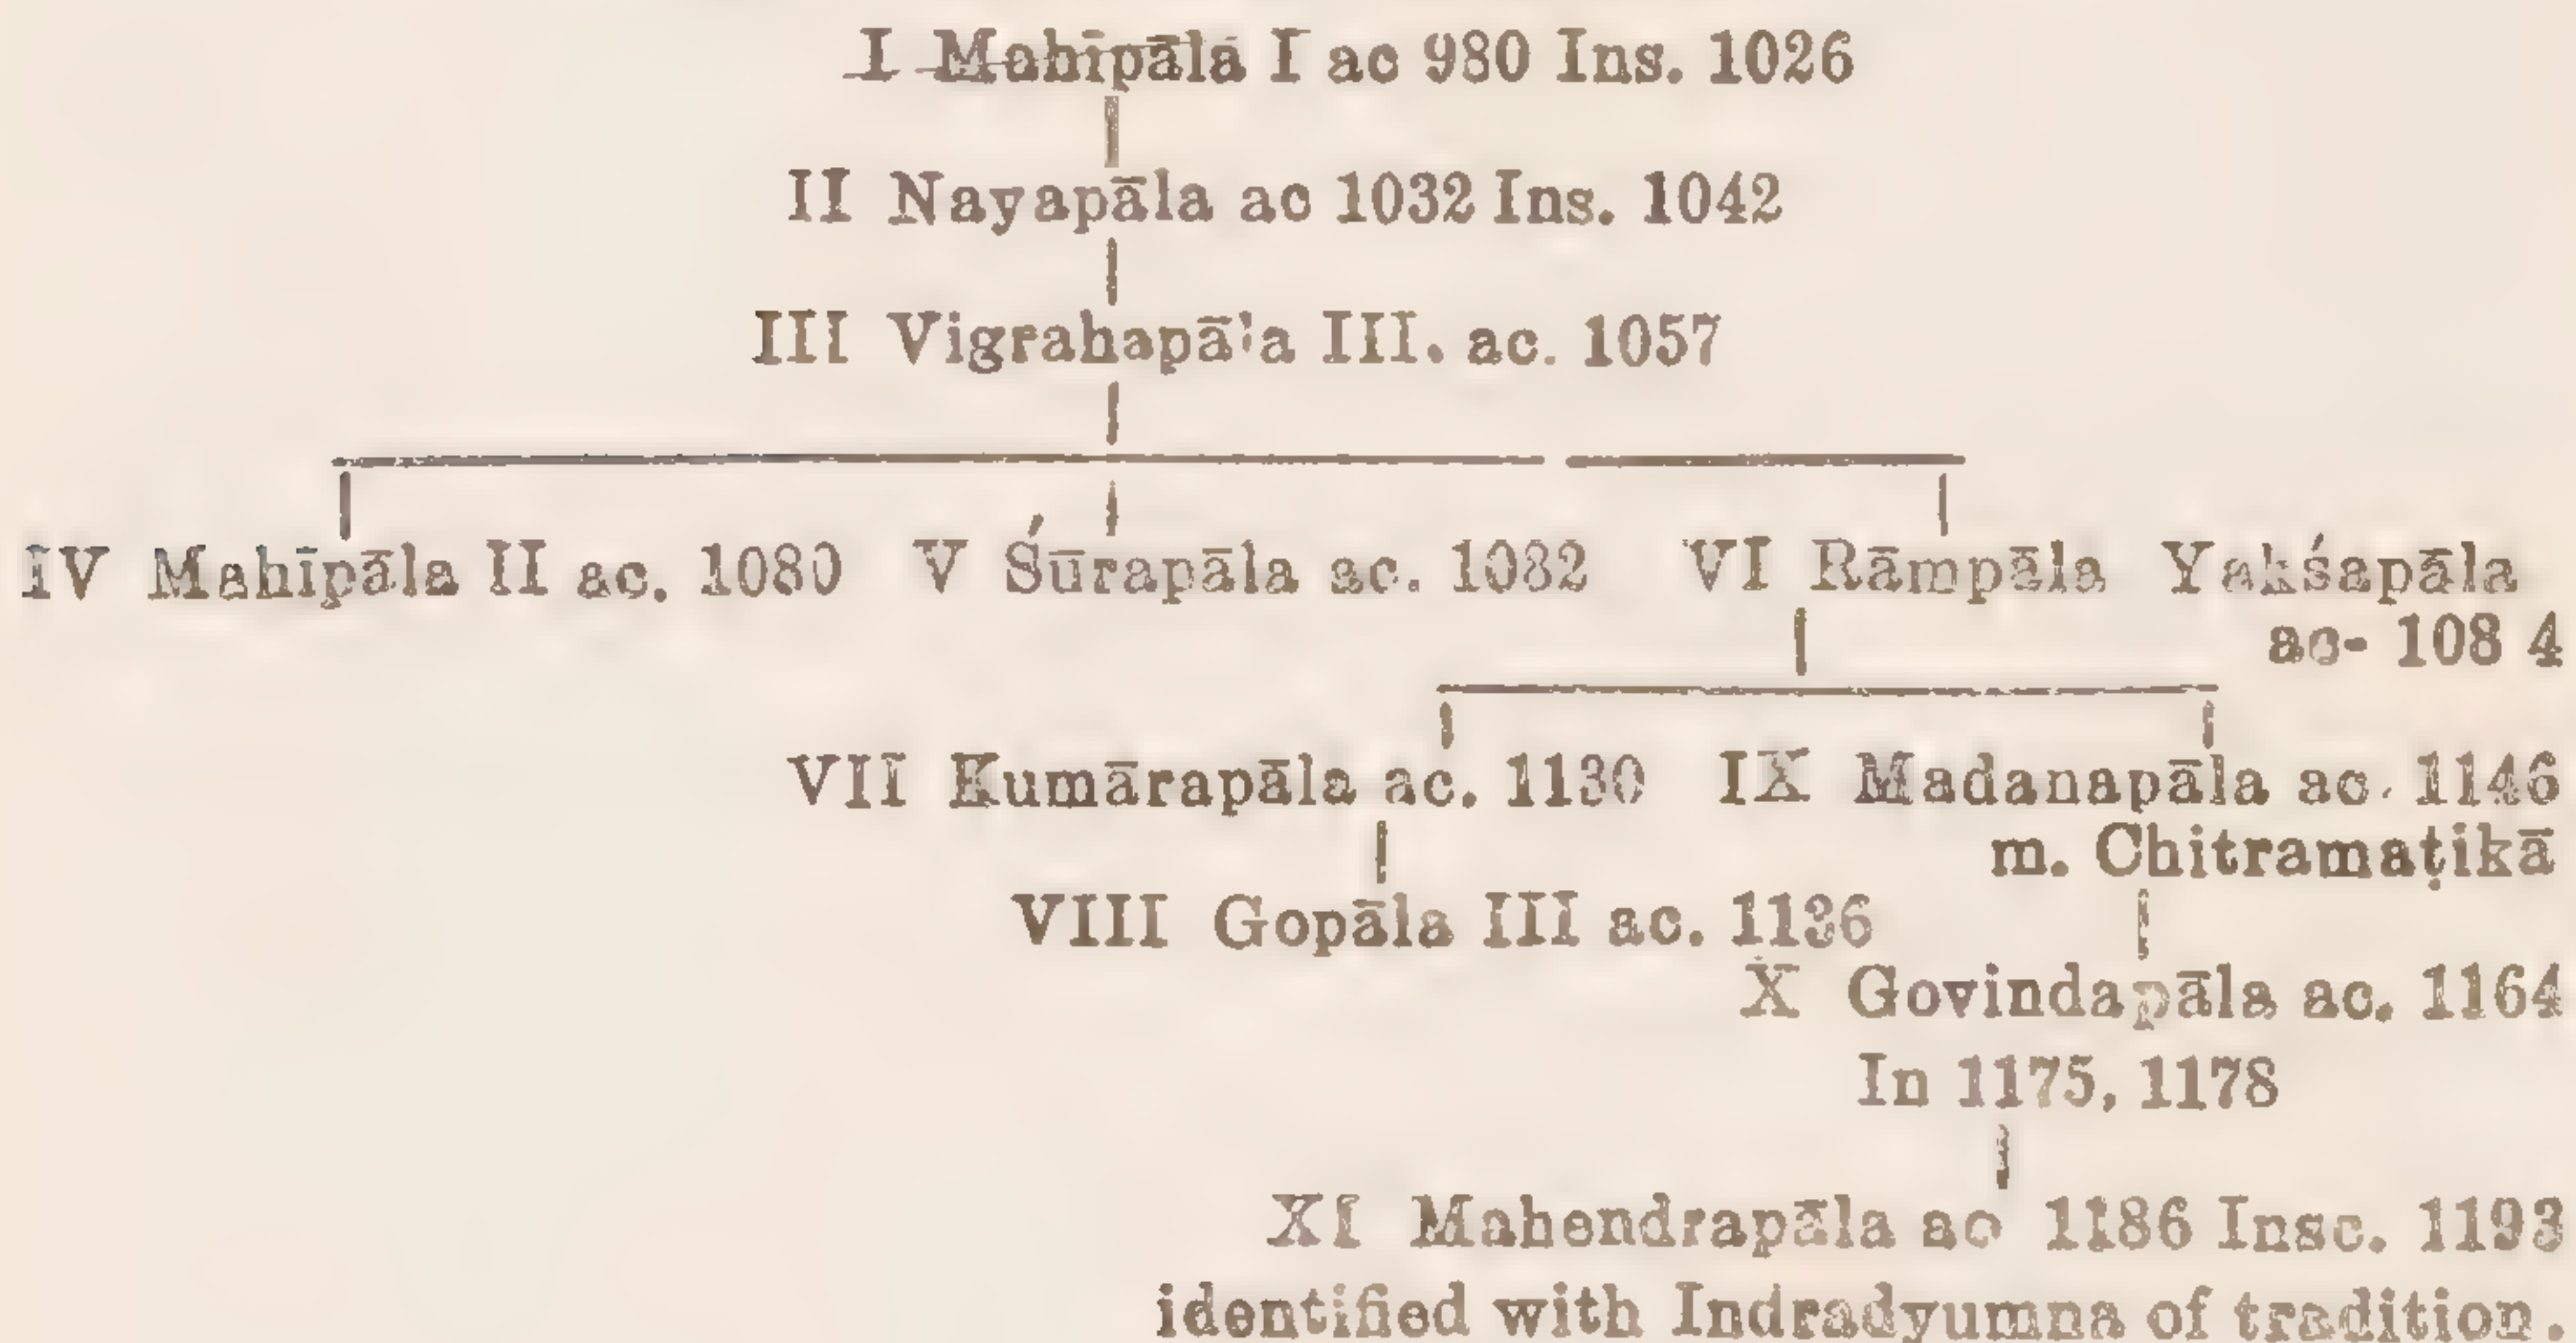 I Mahīpāla I ac 980 Ins. 1026
II Nayapāla ac 1032 Ins. 1042
III Vigrahapāla III. ac. 1057
IV Mahīpāla II ac. 1080 V Śūrapāla ac. 1082 VI Rāmpāla Yakśapāla
ac- 108 4
VII Kumārapāla ac. 1130 IX Madanapāla ac. 1146
m. Chitramaṭikā
VIII Gopāla III ac. 1136
X Govindapāla ac. 1164
In 1175, 1178
XI Mahendrapāla ac 1186 Insc. 1193
identified with Indradyumna of tradition.